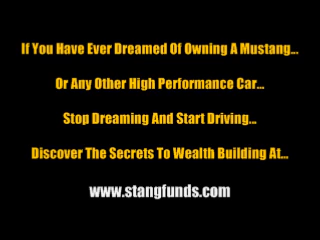 If You Have Ever Dreamed Of Owning A Mustang...
Or Any Other High Performance Car...
Stop Dreaming And Start Driving...
Discover The Secrets To Wealth Building At...
www.stangfunds.com